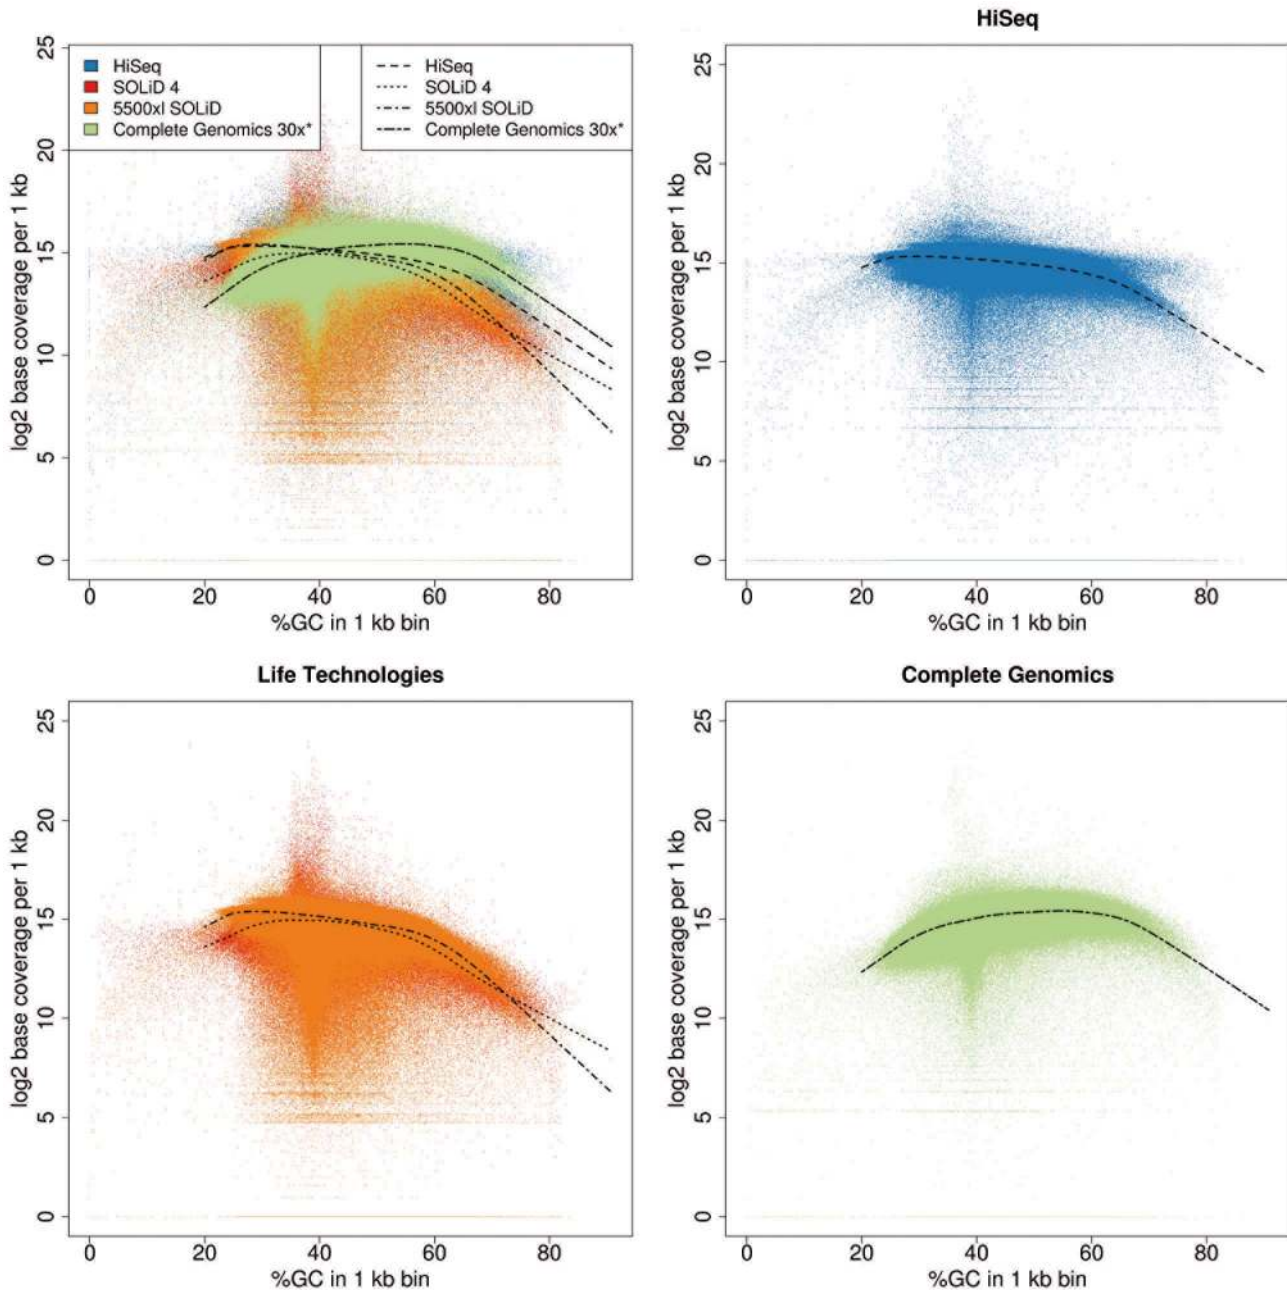 HiSeq
25
20
15
10
5
0
log2 base coverage per 1 kb
HiSeq
SOLiD 4
5500xl SOLiD
Complete Genomics 30x*
HiSeq
SOLiD 4
5500xl SOLiD
Complete Genomics 30x*
0 20 40 60 80
%GC in 1 kb bin
25
20
15
10
5
0
log2 base coverage per 1 kb
0 20 40 60 80
%GC in 1 kb bin
Life Technologies
25
20
15
10
5
0
log2 base coverage per 1 kb
0 20 40 60 80
%GC in 1 kb bin
Complete Genomics
25
20
15
10
5
0
log2 base coverage per 1 kb
0 20 40 60 80
%GC in 1 kb bin